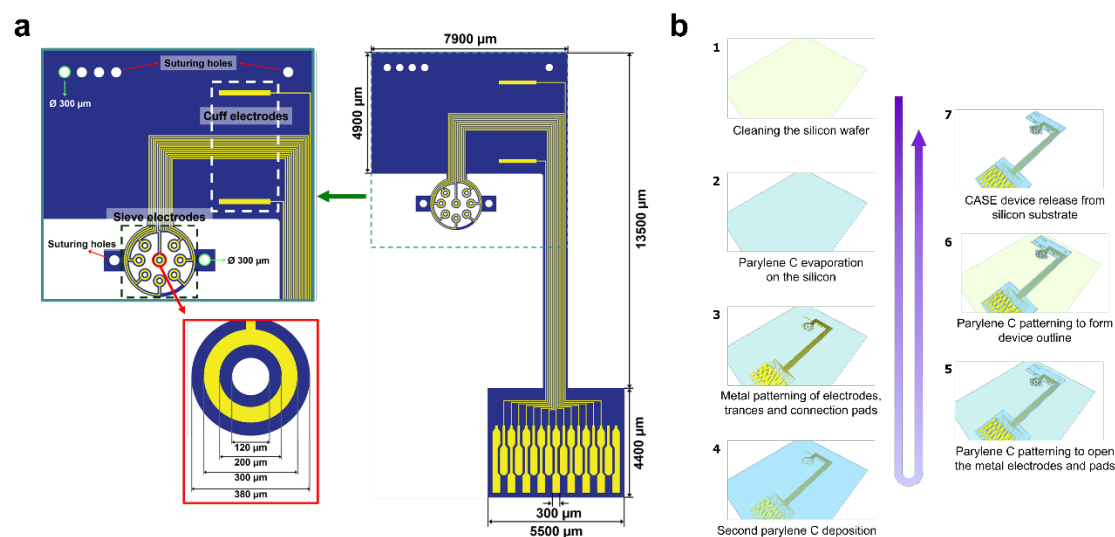 a
Suturing holes
Ø 300 µm
Cuff electrodes
Sieve electrodes
Suturing holes
Ø 300 µm
120 µm
200 µm
300 µm
380 µm
7900 µm
4900 µm
13500 µm
4400 µm
300 µm
5500 µm
b
1
Cleaning the silicon wafer
2
Parylene C evaporation
on the silicon
3
Metal patterning of electrodes,
trances and connection pads
4
Second parylene C deposition
7
CASE device release from
silicon substrate
6
Parylene C patterning to form
device outline
5
Parylene C patterning to open
the metal electrodes and pads